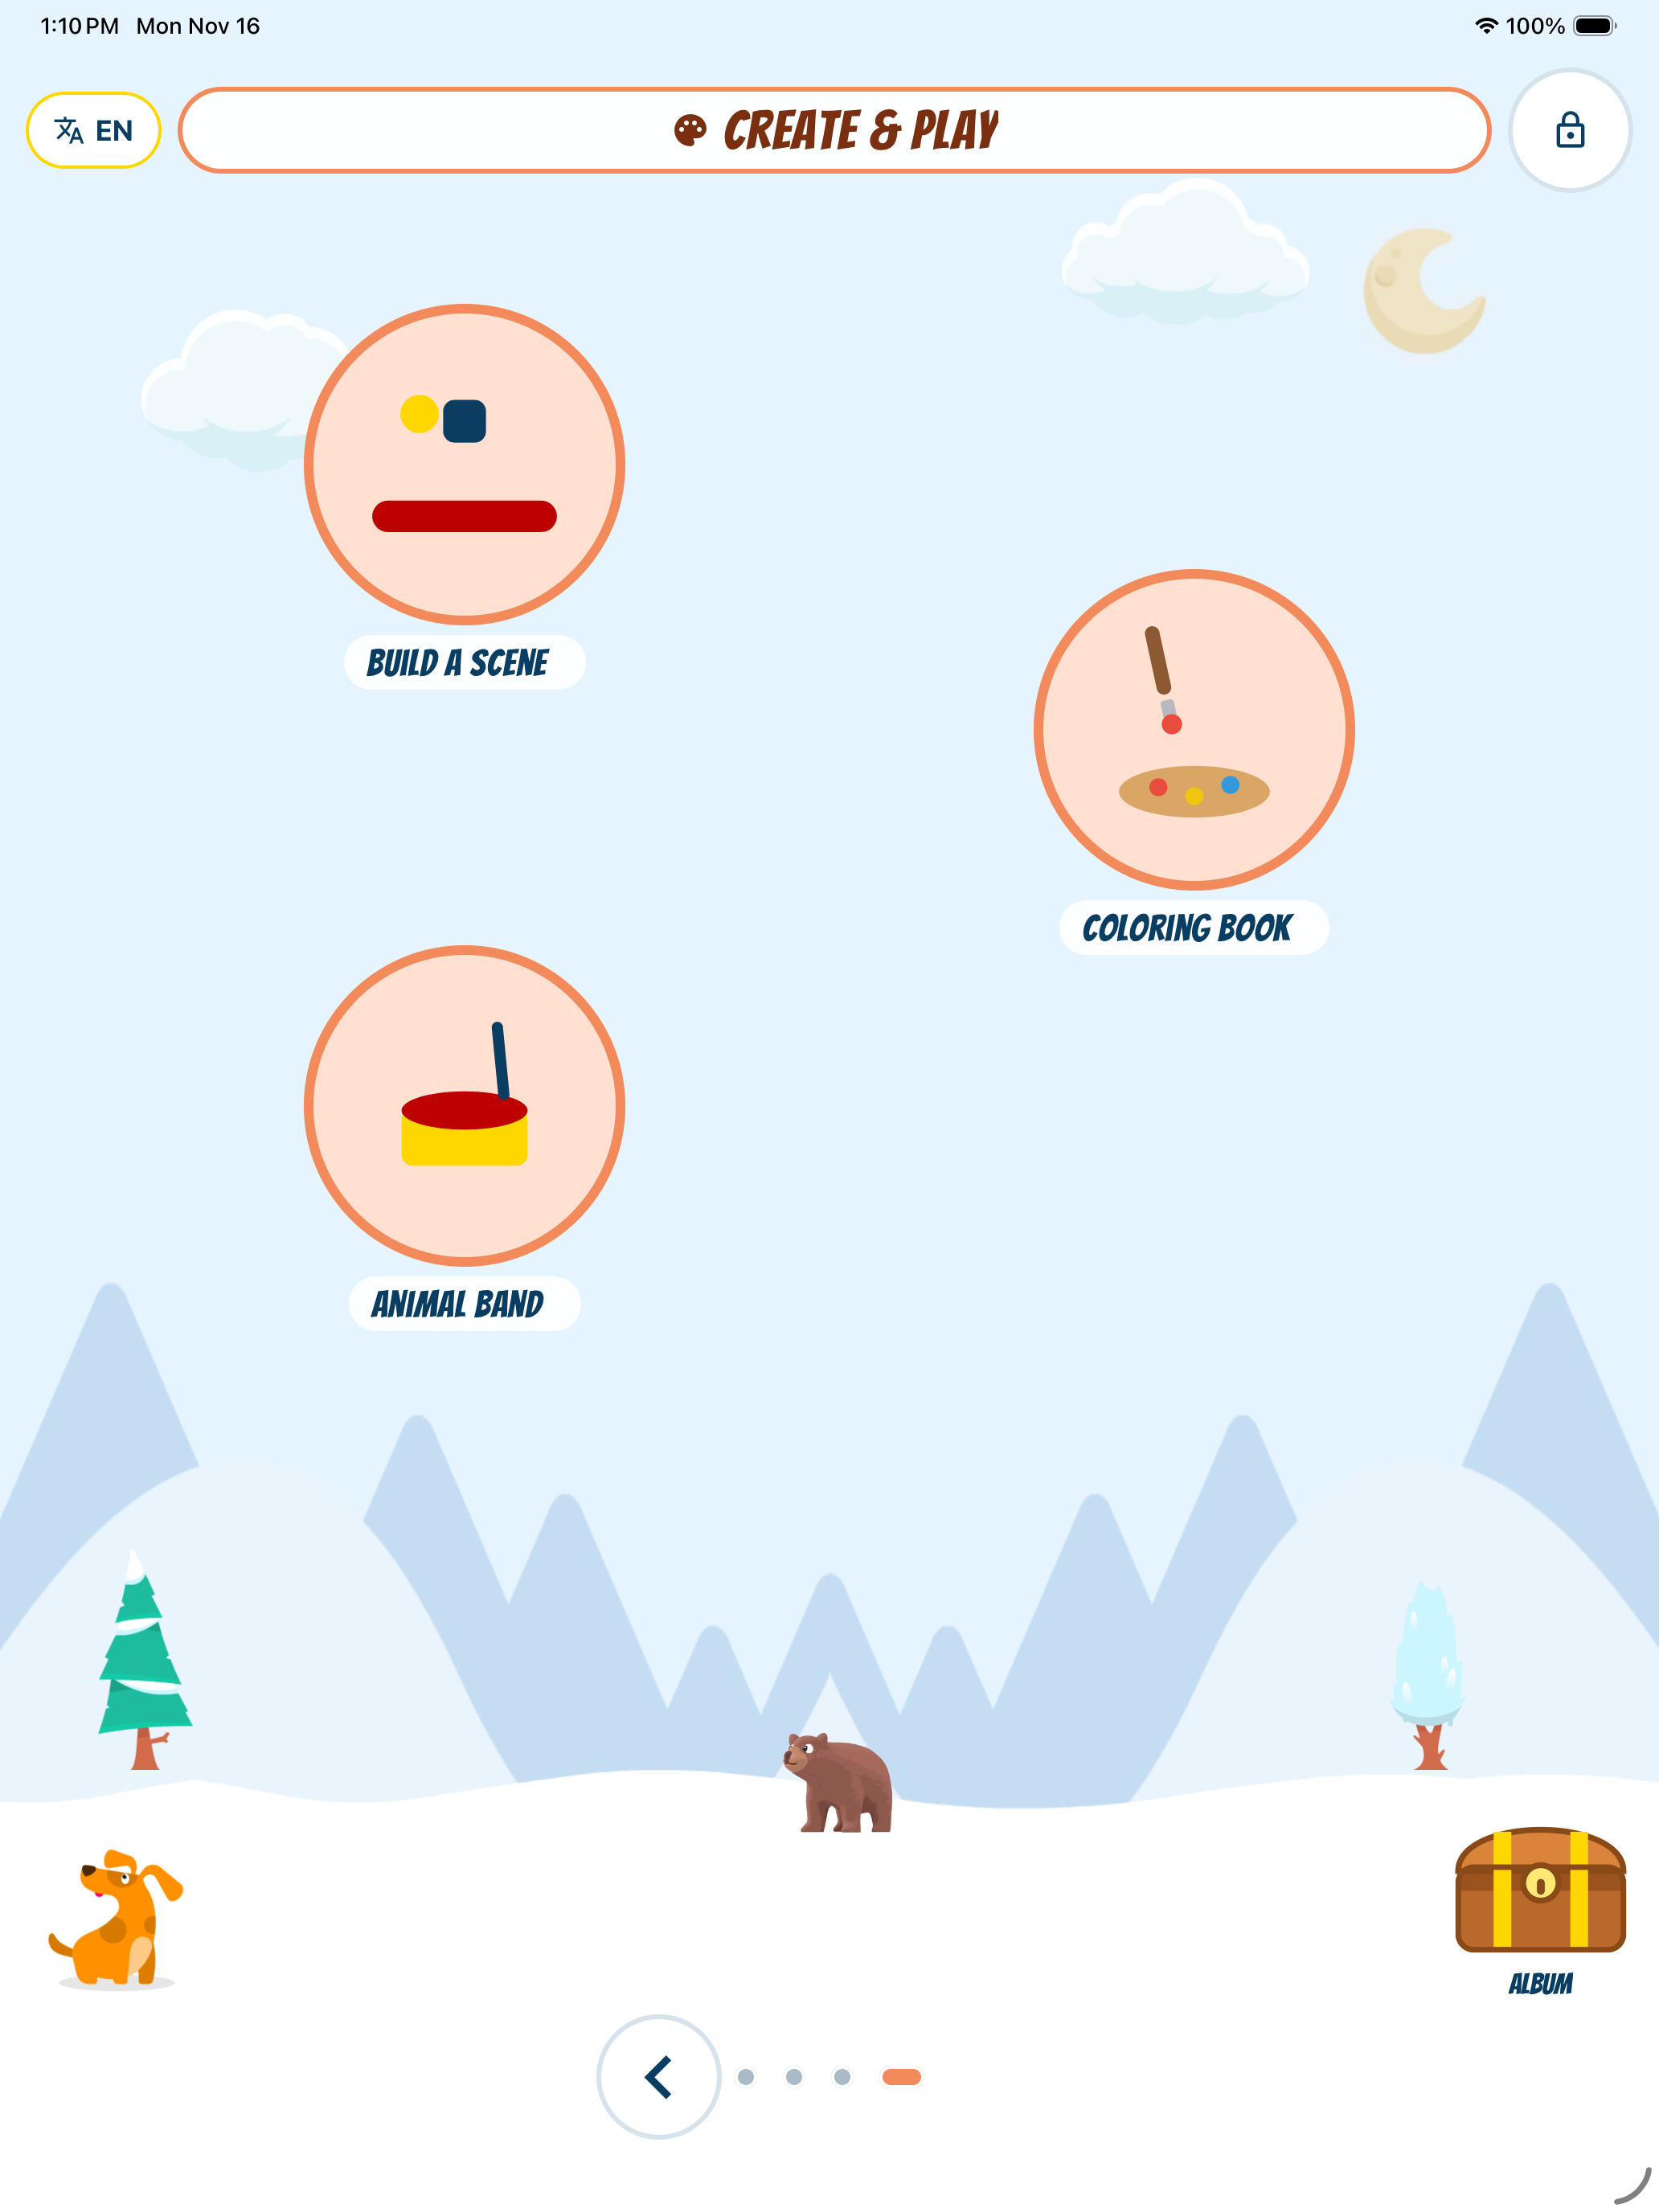 1:10 PM Mon Nov 16
100%
EN
CREATE & PLAY
BUILD A SCENE
COLORING BOOK
ANIMAL BAND
ALBUM